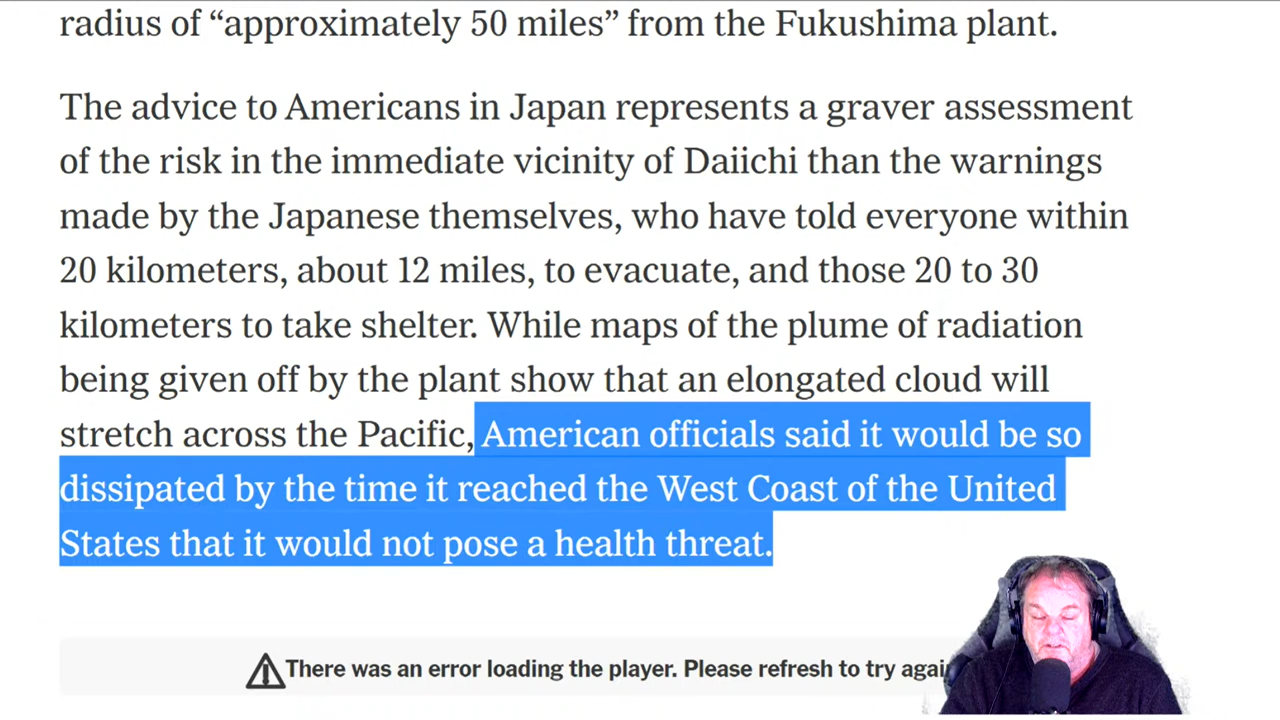 radius of “approximately 50 miles” from the Fukushima plant.
The advice to Americans in Japan represents a graver assessment
of the risk in the immediate vicinity of Daiichi than the warnings
made by the Japanese themselves, who have told everyone within
20 kilometers, about 12 miles, to evacuate, and those 20 to 30
kilometers to take shelter. While maps of the plume of radiation
being given off by the plant show that an elongated cloud will
stretch across the Pacific, American officials said it would be so
dissipated by the time it reached the West Coast of the United
States that it would not pose a health threat.
There was an error loading the player. Please refresh to try